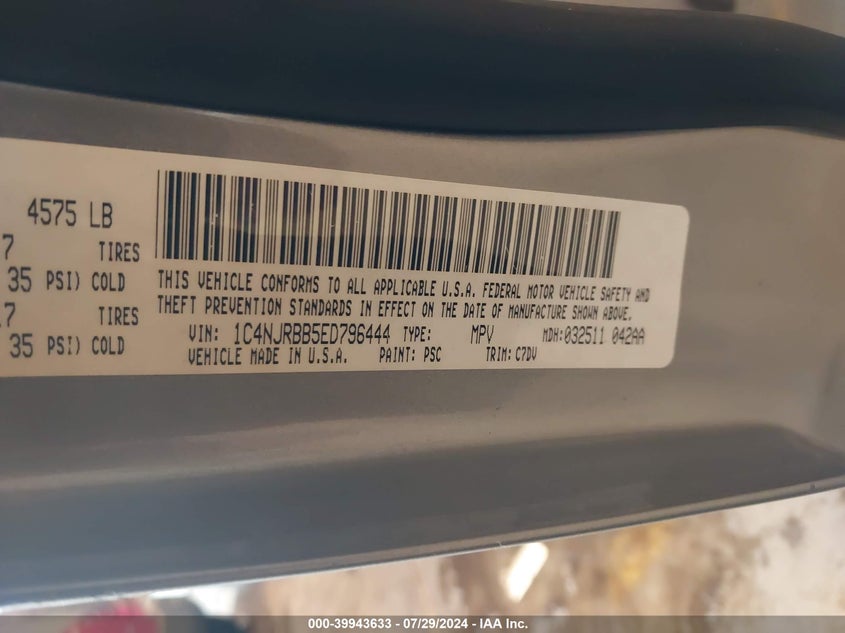 4575 LB
7 TIRES
35 PSI) COLD
.7 TIRES
35 PSI) COLD
THIS VEHICLE CONFORMS TO ALL APPLICABLE U.S.A. FEDERAL MOTOR VEHICLE SAFETY AND
THEFT PREVENTION STANDARDS IN EFFECT ON THE DATE OF MANUFACTURE SHOWN ABOVE.
VIN: 1C4NJRBB5ED796444 TYPE: MPV MDH:032511 042AA
VEHICLE MADE IN U.S.A. PAINT: PSC TRIM: C7DV
000-39943633 - 07/29/2024 - IAA Inc.